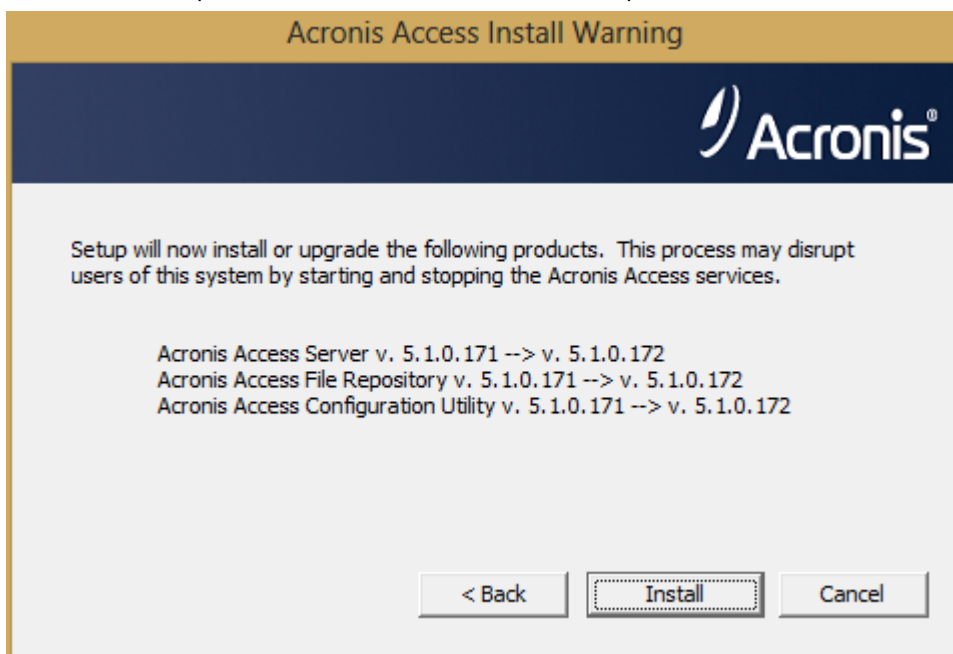 Acronis Access Install Warning
Acronis®
Setup will now install or upgrade the following products.  This process may disrupt
users of this system by starting and stopping the Acronis Access services.
Acronis Access Server v. 5.1.0.171 --> v. 5.1.0.172
Acronis Access File Repository v. 5.1.0.171 --> v. 5.1.0.172
Acronis Access Configuration Utility v. 5.1.0.171 --> v. 5.1.0.172
< Back Install Cancel